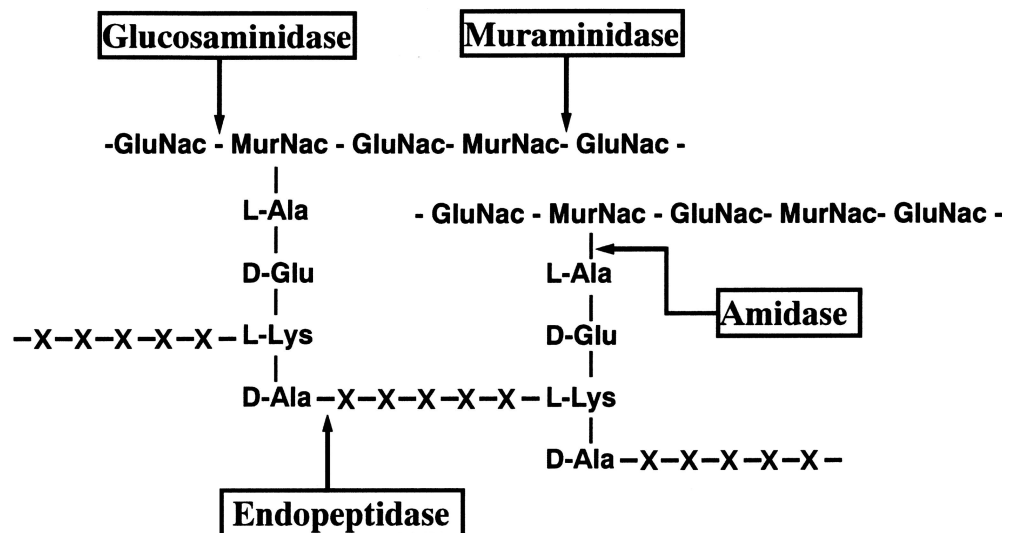 Glucosaminidase
Muraminidase
-GluNac - MurNac - GluNac- MurNac- GluNac -
L-Ala
- GluNac - MurNac - GluNac- MurNac- GluNac -
D-Glu
L-Ala
Amidase
–X–X–X–X–X–L-Lys
D-Glu
D-Ala–X–X–X–X–X–L-Lys
D-Ala–X–X–X–X–X–
Endopeptidase